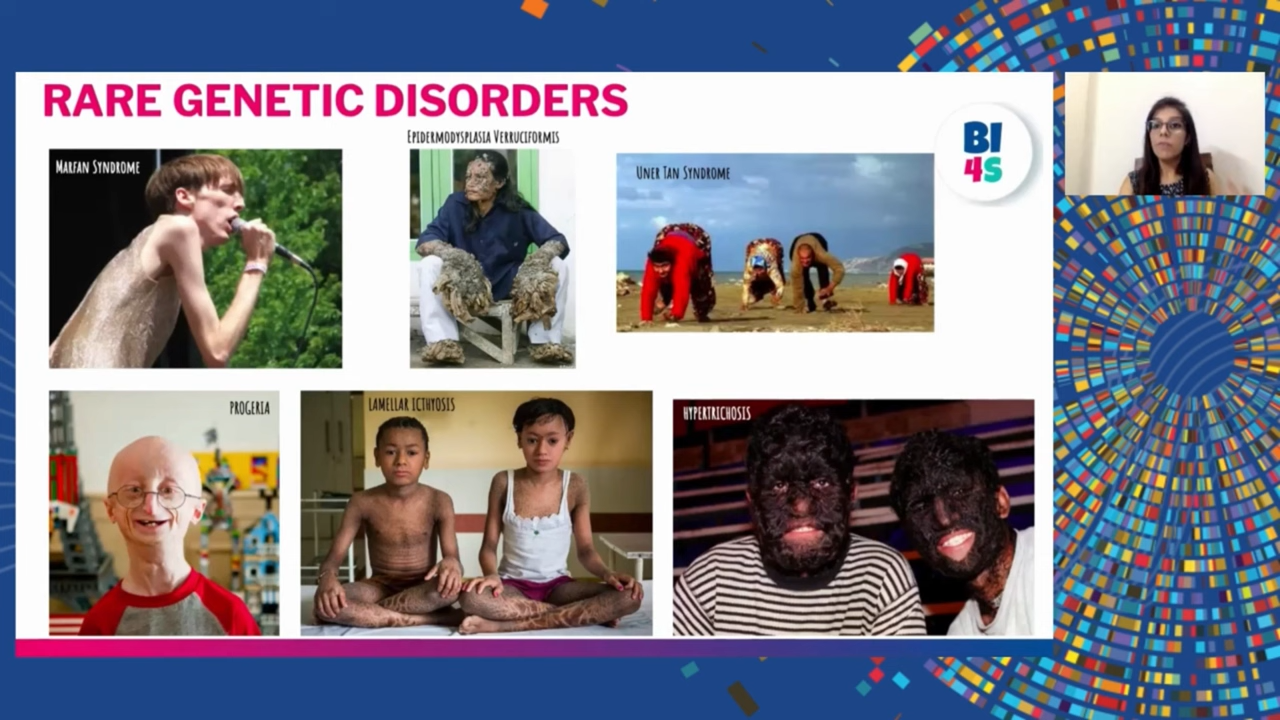 RARE GENETIC DISORDERS
EPIDERMODYSPLASIA VERRUCIFORMIS
MARFAN SYNDROME
UNER TAN SYNDROME
BI
4S
PROGERIA
LAMELLAR ICTHYOSIS
HYPERTRICHOSIS